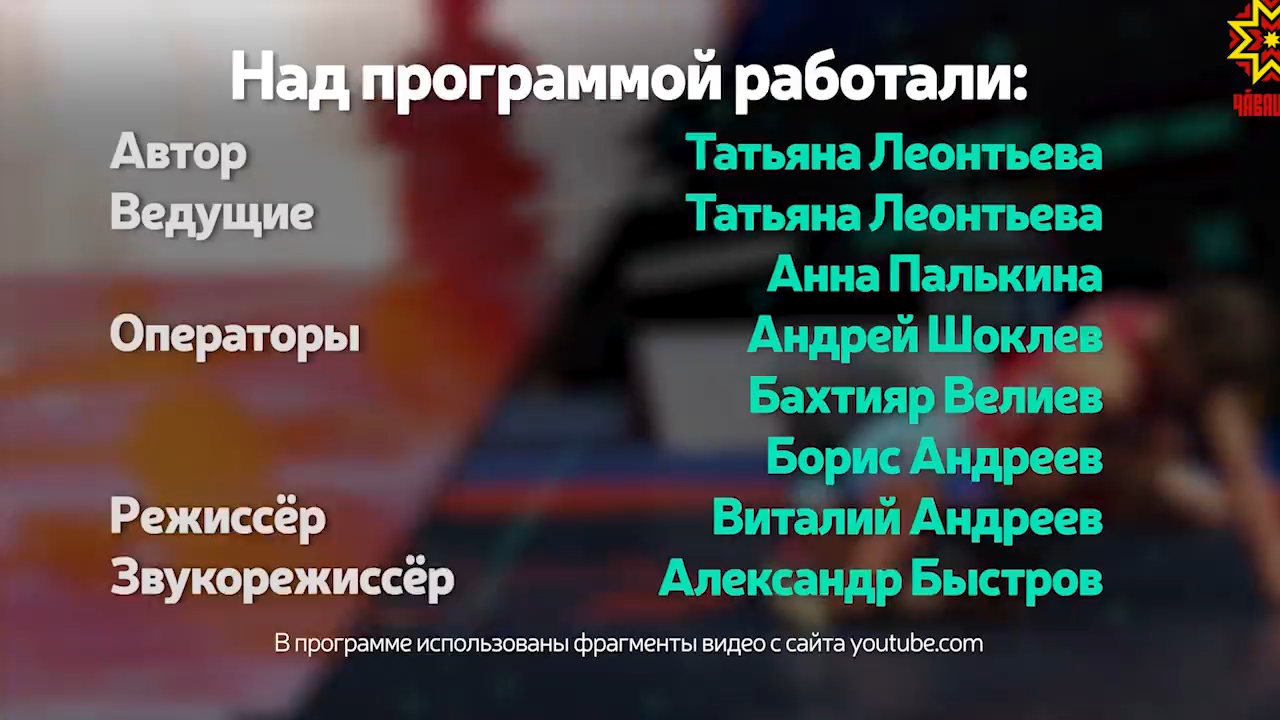 Над программой работали:
Автор Татьяна Леонтьева
Ведущие Татьяна Леонтьева
Анна Палькина
Операторы Андрей Шоклев
Бахтияр Велиев
Борис Андреев
Режиссёр Виталий Андреев
Звукорежиссёр Александр Быстров
В программе использованы фрагменты видео с сайта youtube.com